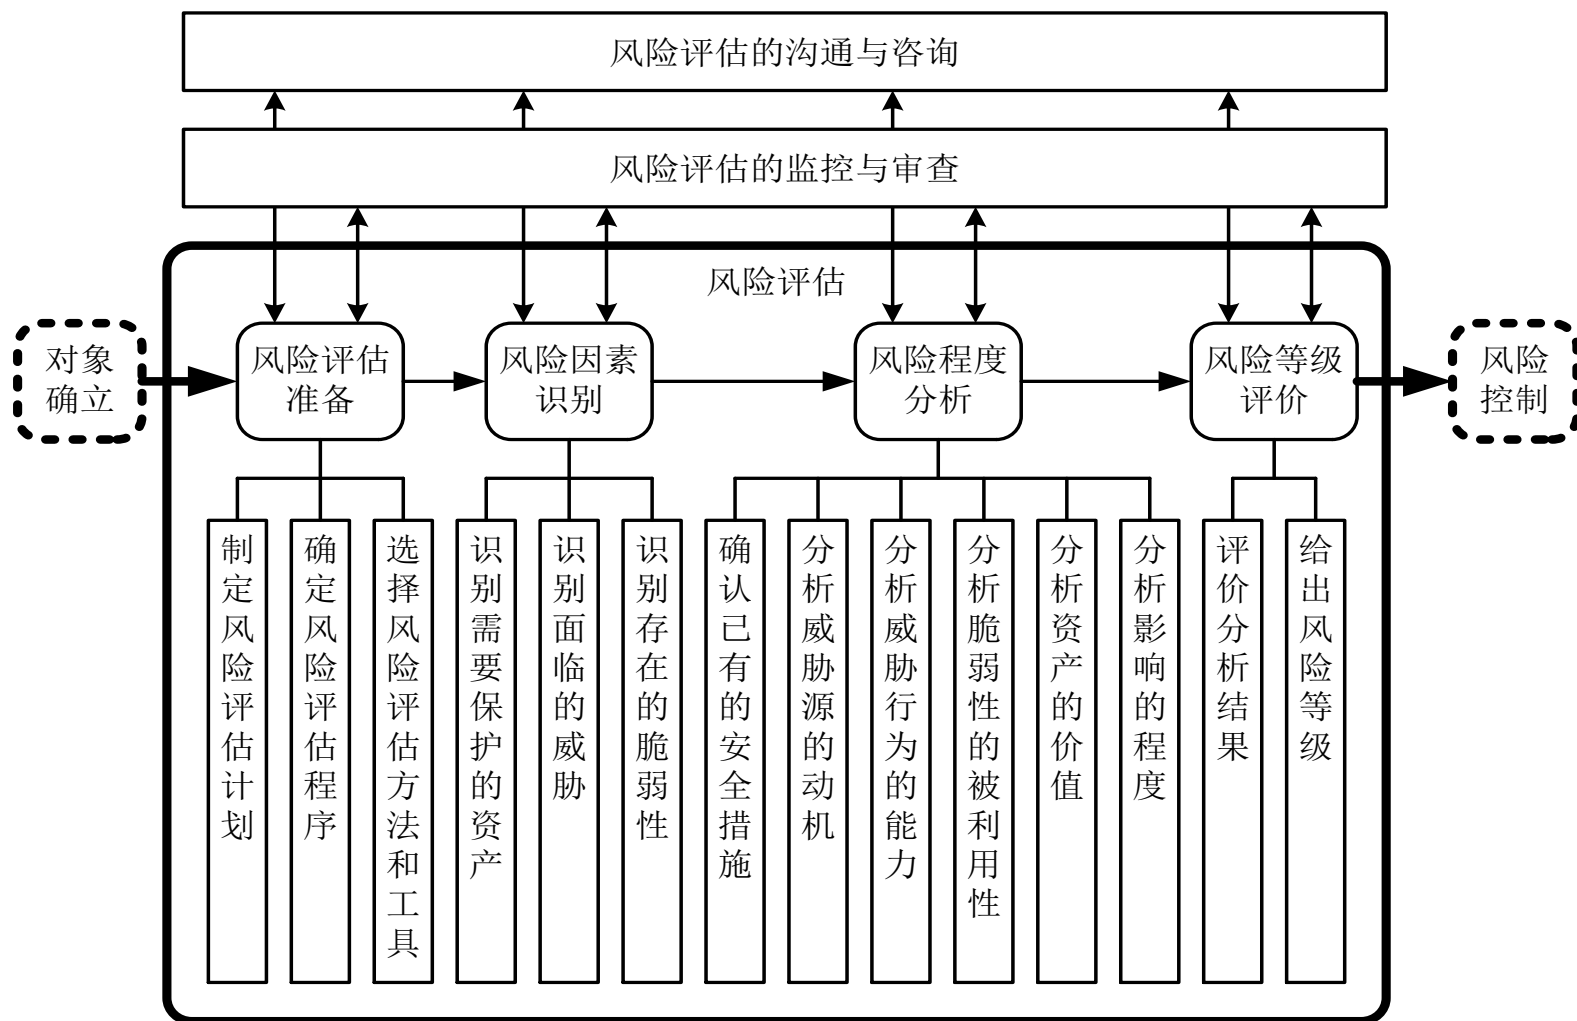 风险评估的沟通与咨询
风险评估的监控与审查
风险评估
对象
确立
风险评估
准备
风险因素
识别
风险程度
分析
风险等级
评价
风险
控制
制定风险评估计划
确定风险评估程序
选择风险评估方法和工具
识别需要保护的资产
识别面临的威胁
识别存在的脆弱性
确认已有的安全措施
分析威胁源的动机
分析威胁行为的能力
分析脆弱性的被利用性
分析资产的价值
分析影响的程度
评价分析结果
给出风险等级